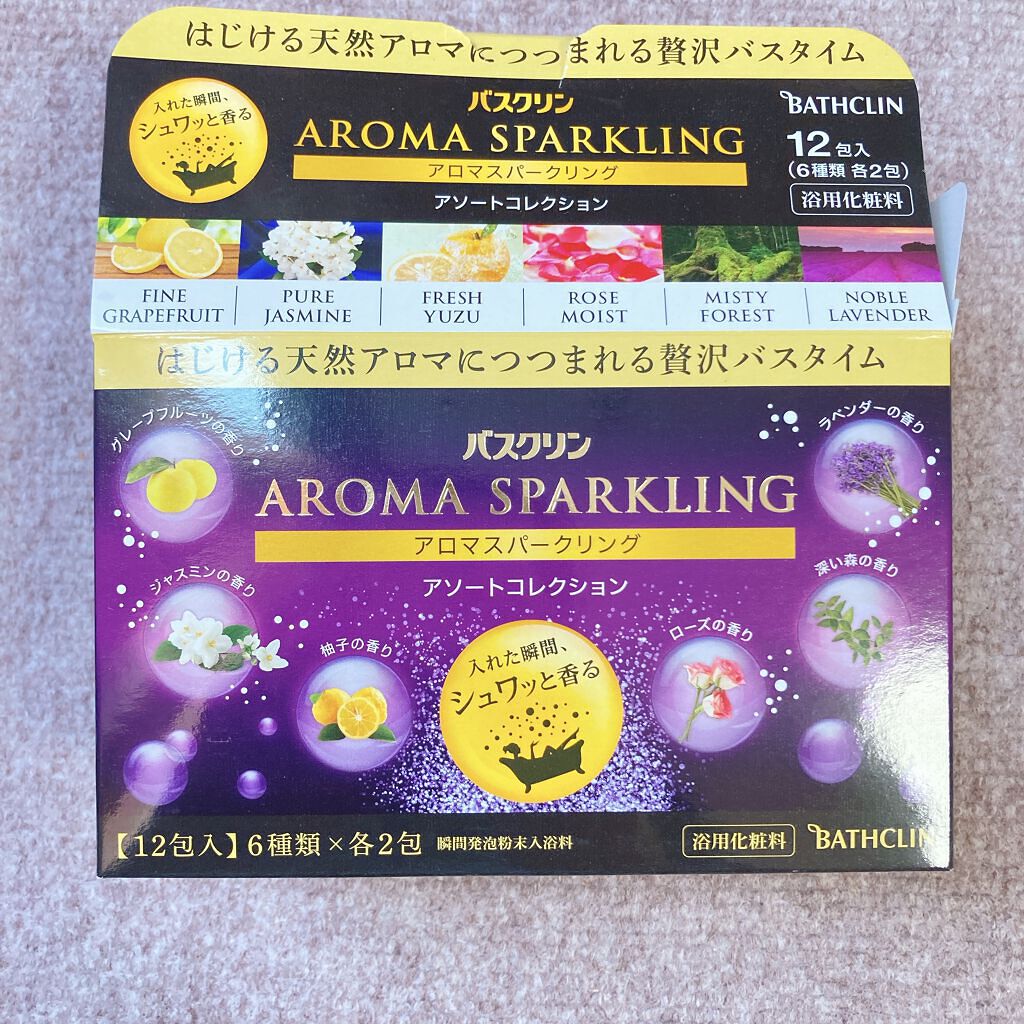 はじける天然アロマにつつまれる贅沢バスタイム
入れた瞬間、
シュワッと香る
バスクリン
AROMA SPARKLING
アロマスパークリング
アソートコレクション
BATHCLIN
12包入
(6種類 各2包)
浴用化粧料
FINE
GRAPEFRUIT
PURE
JASMINE
FRESH
YUZU
ROSE
MOIST
MISTY
FOREST
NOBLE
LAVENDER
はじける天然アロマにつつまれる贅沢バスタイム
グレープフルーツの香り
ラベンダーの香り
バスクリン
AROMA SPARKLING
アロマスパークリング
アソートコレクション
ジャスミンの香り
深い森の香り
柚子の香り
ローズの香り
入れた瞬間、
シュワッと香る
【12包入】6種類×各2包 瞬間発泡粉末入浴料
浴用化粧料 BATHCLIN